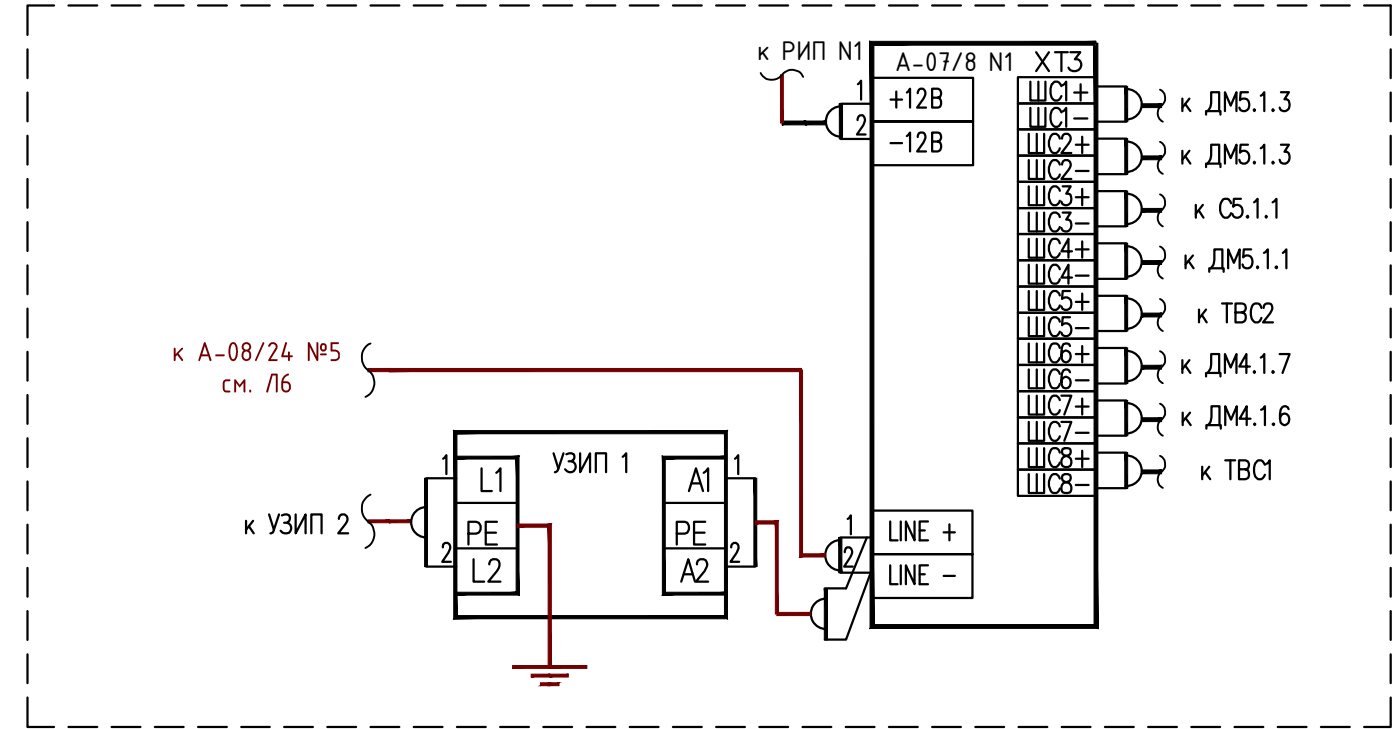 к РИП N1
А-07/8 N1 ХТ3
1
+12В
2
-12В
ШС1+
ШС1-
к ДМ5.1.3
ШС2+
ШС2-
к ДМ5.1.3
ШС3+
ШС3-
к С5.1.1
ШС4+
ШС4-
к ДМ5.1.1
ШС5+
ШС5-
к ТВС2
ШС6+
ШС6-
к ДМ4.1.7
ШС7+
ШС7-
к ДМ4.1.6
ШС8+
ШС8-
к ТВС1
к А-08/24 №5
см. Л6
УЗИП 1
1
L1
PE
2
L2
A1
1
PE
2
A2
к УЗИП 2
1
LINE +
2
LINE -